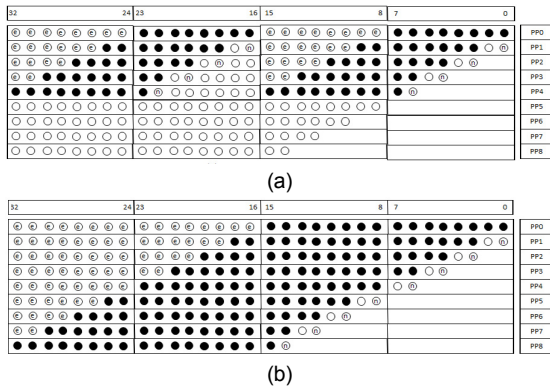 32 24 23 16 15 8 7 0
e e e e e e e e e e e e e e e e PP0
e e e e e e n e e e e e e n PP1
e e e e n e e e e n PP2
e e n e e n PP3
n n PP4
PP5
PP6
PP7
PP8
(a)
32 24 23 16 15 8 7 0
e e e e e e e e e e e e e e e e PP0
e e e e e e e e e e e e e e n PP1
e e e e e e e e e e e e n PP2
e e e e e e e e e e n PP3
e e e e e e e e n PP4
e e e e e e n PP5
e e e e n PP6
e e n PP7
n PP8
(b)